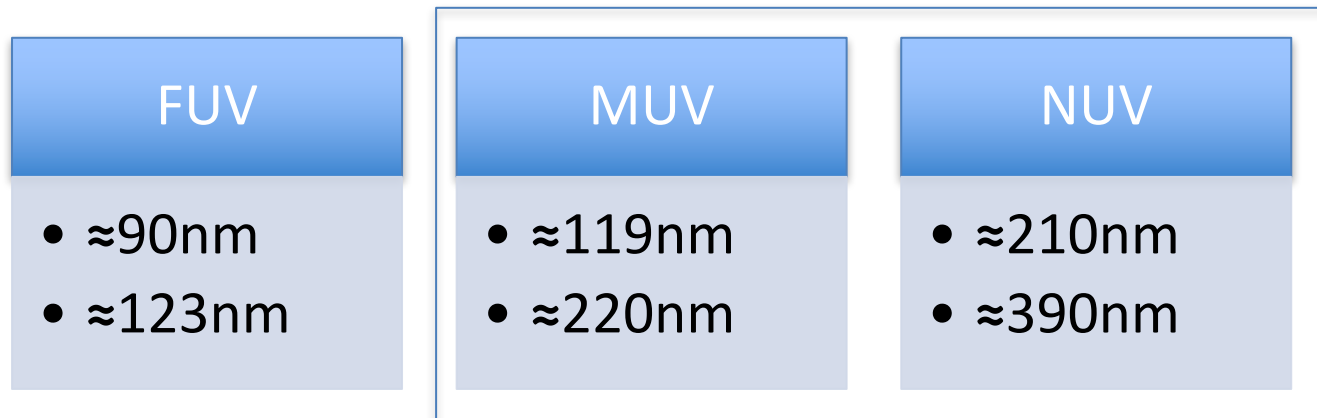 FUV
• ≈90nm
• ≈123nm
MUV
• ≈119nm
• ≈220nm
NUV
• ≈210nm
• ≈390nm